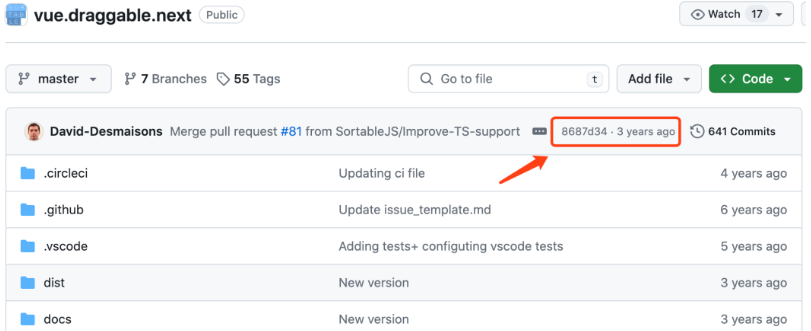 vue.draggable.next Public Watch 17
master 7 Branches 55 Tags Go to file t Add file <> Code
David-Desmaisons Merge pull request #81 from SortableJS/Improve-TS-support 8687d34 · 3 years ago 641 Commits
.circleci Updating ci file 4 years ago
.github Update issue_template.md 6 years ago
.vscode Adding tests+ configuting vscode tests 5 years ago
dist New version 3 years ago
docs New version 3 years ago